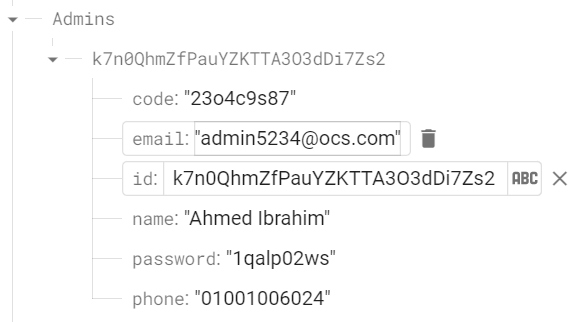 Admins
k7n0QhmZfPauYZKTTA3O3dDi7Zs2
code: "23o4c9s87"
email: "admin5234@ocs.com"
id: k7n0QhmZfPauYZKTTA3O3dDi7Zs2 ABC
name: "Ahmed Ibrahim"
password: "1qalp02ws"
phone: "01001006024"